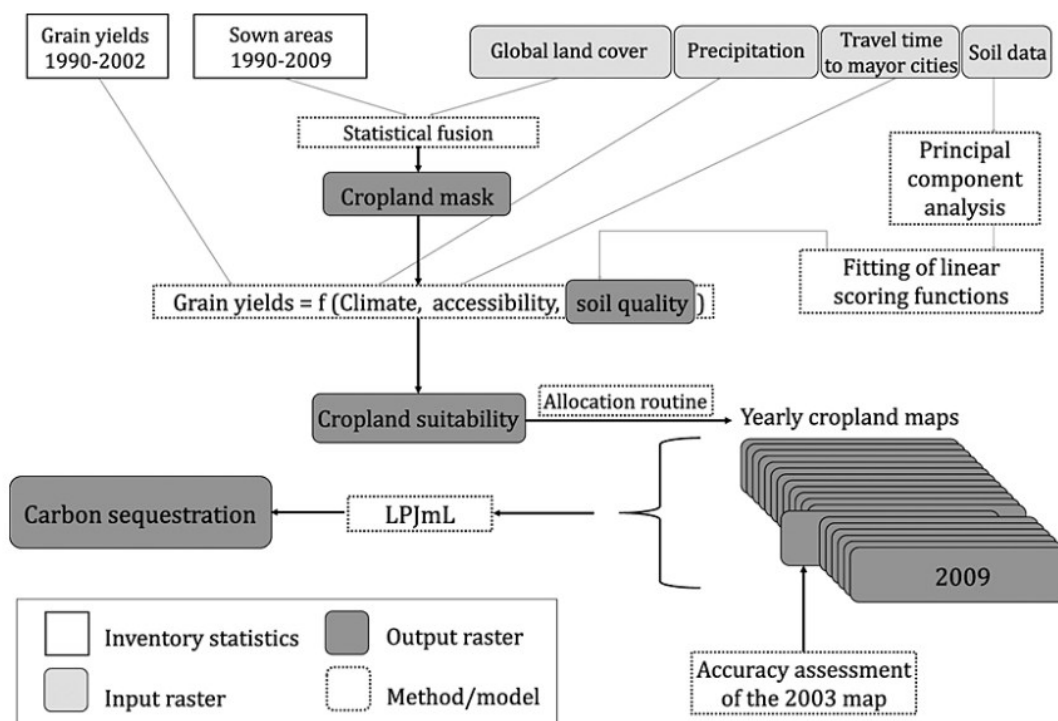 Grain yields
1990-2002
Sown areas
1990-2009
Global land cover
Precipitation
Travel time
to mayor cities
Soil data
Statistical fusion
Principal
component
analysis
Cropland mask
Fitting of linear
scoring functions
Grain yields = f (Climate, accessibility, soil quality )
Cropland suitability
Allocation routine
Yearly cropland maps
Carbon sequestration
LPJmL
2009
Inventory statistics
Output raster
Input raster
Method/model
Accuracy assessment
of the 2003 map